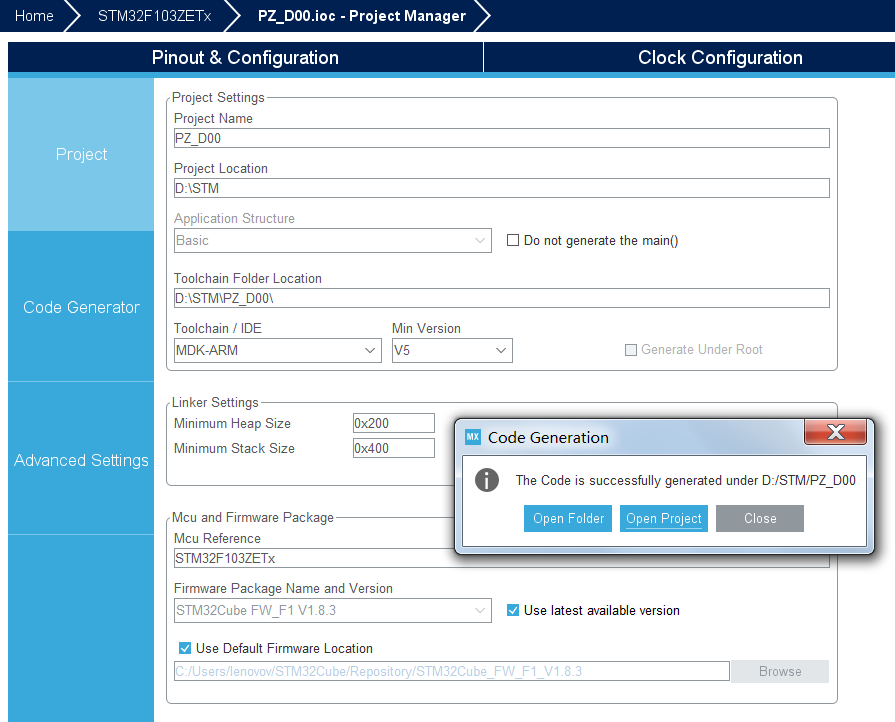 Home STM32F103ZETx PZ_D00.ioc - Project Manager
Pinout & Configuration Clock Configuration
Project
Code Generator
Advanced Settings
Project Settings
Project Name
PZ_D00
Project Location
D:\STM
Application Structure
Basic Do not generate the main()
Toolchain Folder Location
D:\STM\PZ_D00\
Toolchain / IDE Min Version
MDK-ARM V5 Generate Under Root
Linker Settings
Minimum Heap Size 0x200
Minimum Stack Size 0x400
MX Code Generation
The Code is successfully generated under D:/STM/PZ_D00
Open Folder Open Project Close
Mcu and Firmware Package
Mcu Reference
STM32F103ZETx
Firmware Package Name and Version
STM32Cube FW_F1 V1.8.3 Use latest available version
Use Default Firmware Location
C:/Users/lenovov/STM32Cube/Repository/STM32Cube_FW_F1_V1.8.3 Browse